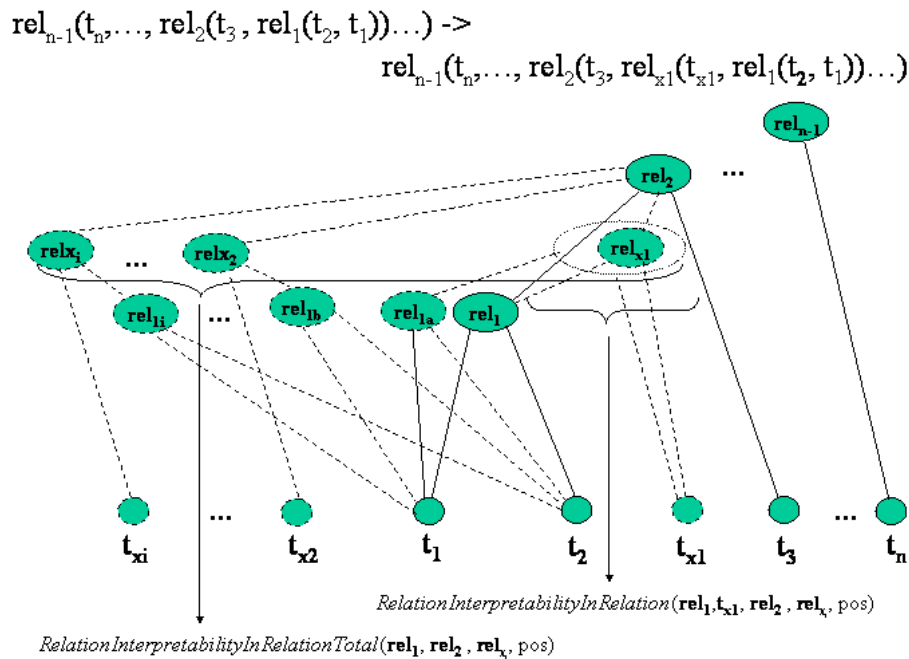 relₙ₋₁(tₙ,…, rel₂(t₃ , rel₁(t₂, t₁))…) ->
relₙ₋₁(tₙ,…, rel₂(t₃, relₓ₁(tₓ₁, rel₁(t₂, t₁))…)
relₙ₋₁
rel₂ ...
relxᵢ ... relx₂ relₓ₁
rel₁ᵢ ... rel₁b rel₁ₐ rel₁
... ...
tₓᵢ tₓ₂ t₁ t₂ tₓ₁ t₃ tₙ
RelationInterpretabilityInRelation(rel₁,tₓ₁, rel₂ , relₓ, pos)
RelationInterpretabilityInRelationTotal(rel₁, rel₂ , relₓ, pos)